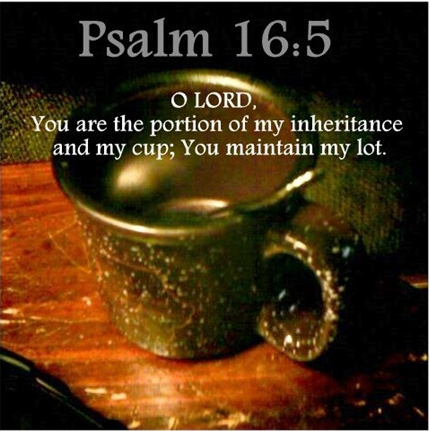 Psalm 16:5
O LORD,
You are the portion of my inheritance
and my cup; You maintain my lot.